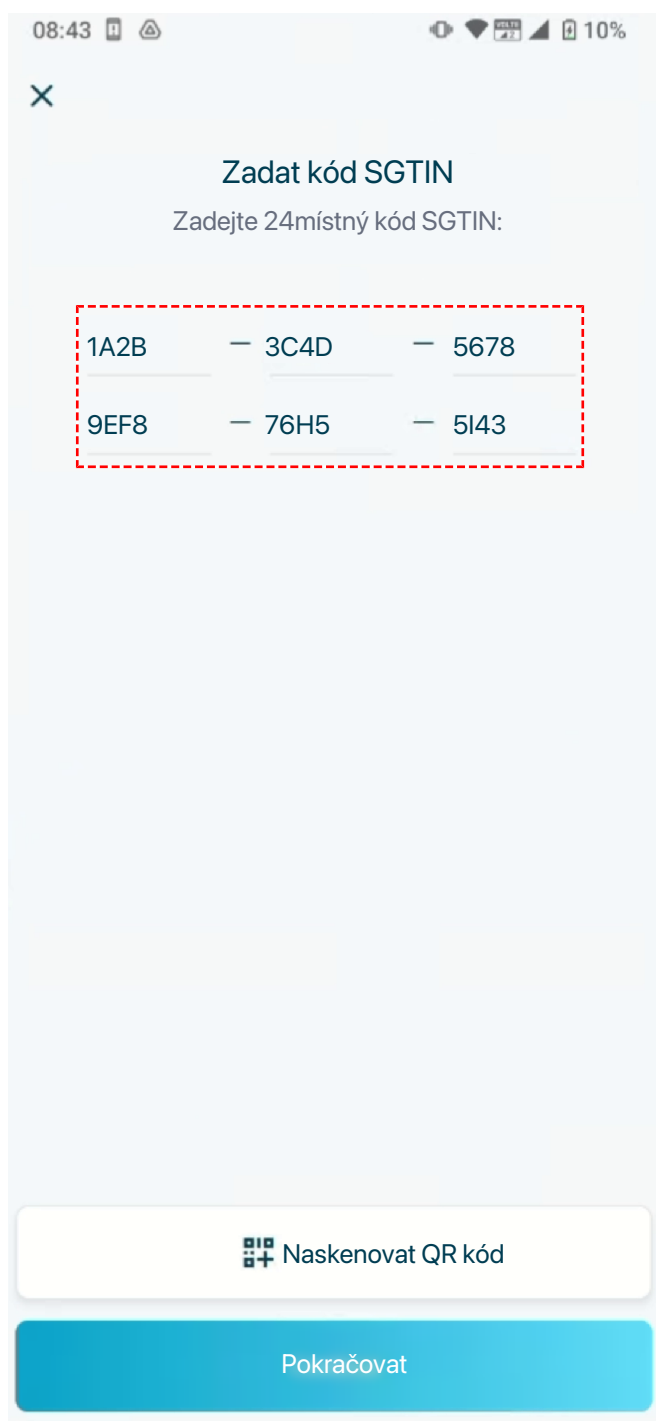 08:43 10%
Zadat kód SGTIN
Zadejte 24místný kód SGTIN:
1A2B – 3C4D – 5678
9EF8 – 76H5 – 5I43
Naskenovat QR kód
Pokračovat